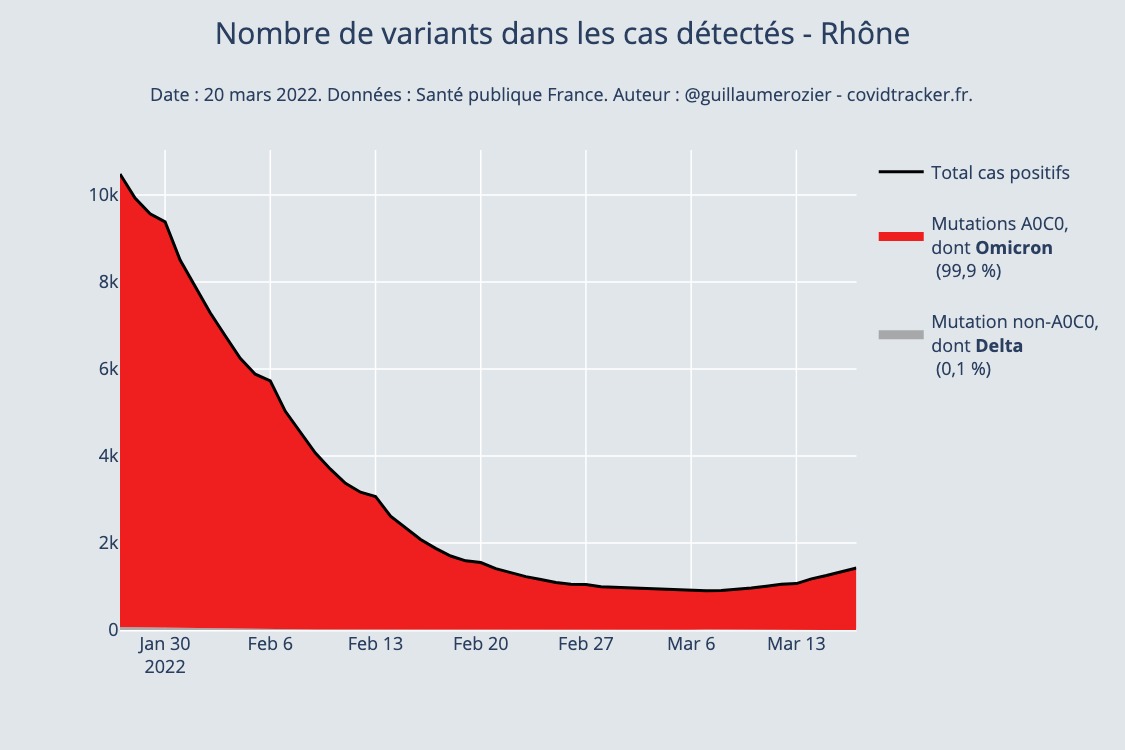 Nombre de variants dans les cas détectés - Rhône
Date : 20 mars 2022. Données : Santé publique France. Auteur : @guillaumerozier - covidtracker.fr.
Total cas positifs
Mutations A0C0,
dont Omicron
(99,9 %)
Mutation non-A0C0,
dont Delta
(0,1 %)
10k
8k
6k
4k
2k
0
Jan 30 Feb 6 Feb 13 Feb 20 Feb 27 Mar 6 Mar 13
2022